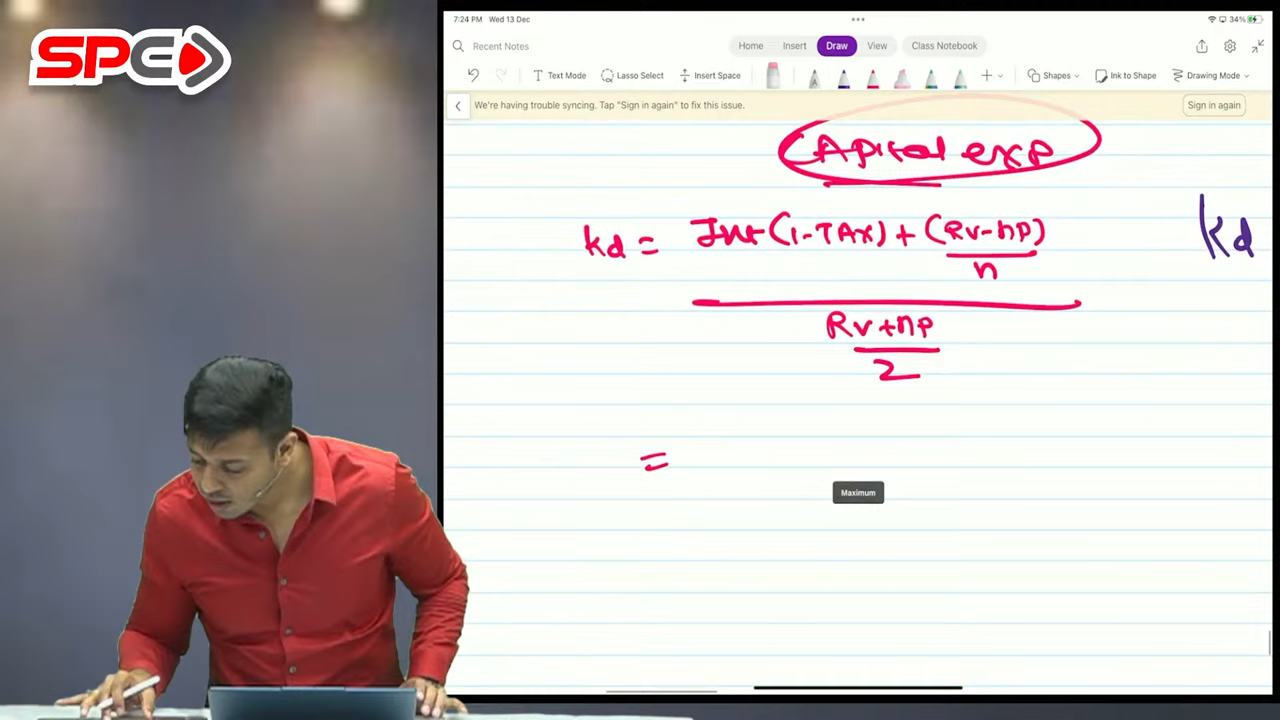 SPED
7:24 PM Wed 13 Dec
34%
Recent Notes
Home Insert Draw View Class Notebook
Text Mode Lasso Select Insert Space Shapes Ink to Shape Drawing Mode
We're having trouble syncing. Tap "Sign in again" to fix this issue. Sign in again
exp
kd = Int (1-TAX) + (RV-NP)
n
RV+NP
2
kd
=
Maximum